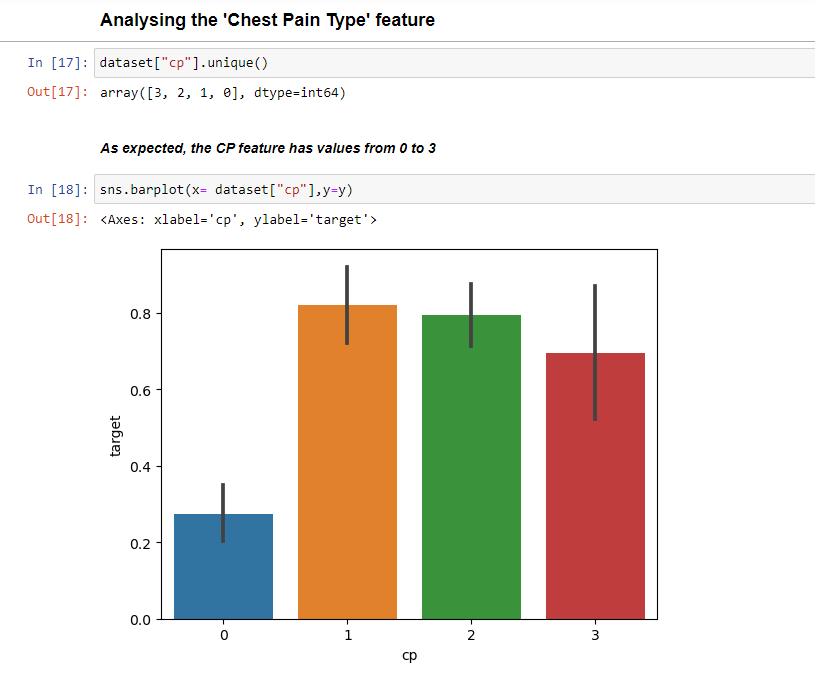 Analysing the 'Chest Pain Type' feature
In [17]: dataset["cp"].unique()
Out[17]: array([3, 2, 1, 0], dtype=int64)
As expected, the CP feature has values from 0 to 3
In [18]: sns.barplot(x= dataset["cp"],y=y)
Out[18]: <Axes: xlabel='cp', ylabel='target'>
0.8
0.6
target
0.4
0.2
0.0
0 1 2 3
cp